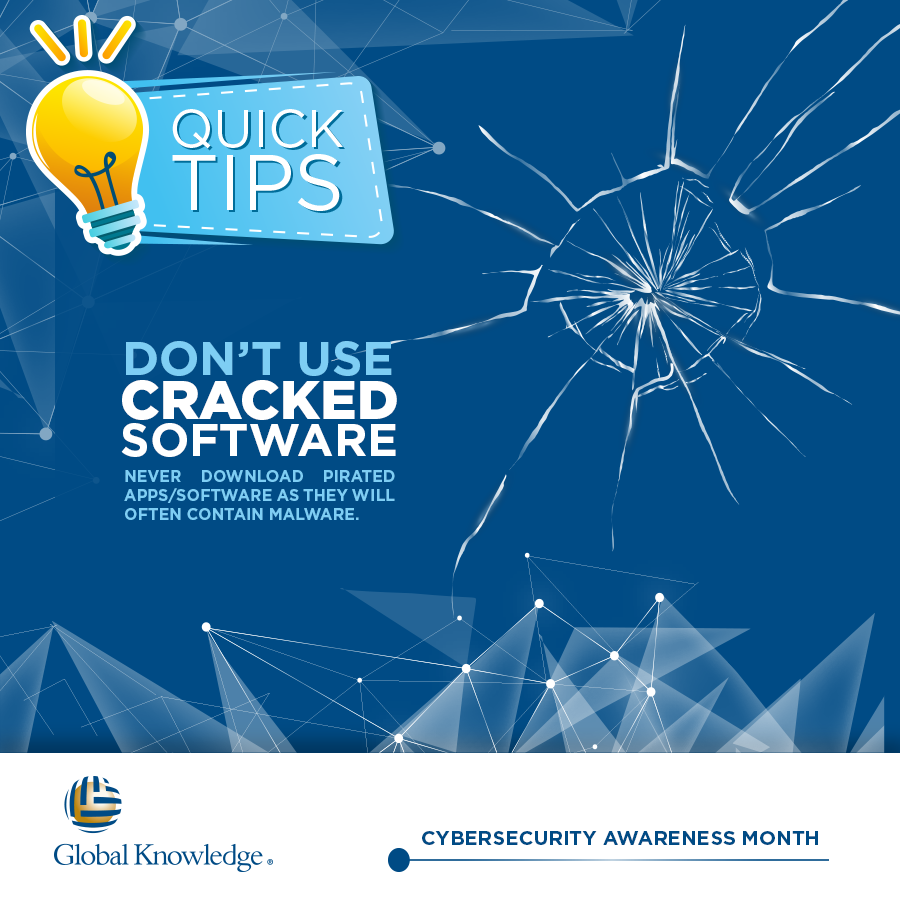 QUICK
TIPS
DON'T USE
CRACKED
SOFTWARE
NEVER DOWNLOAD PIRATED
APPS/SOFTWARE AS THEY WILL
OFTEN CONTAIN MALWARE.
Global Knowledge®
CYBERSECURITY AWARENESS MONTH